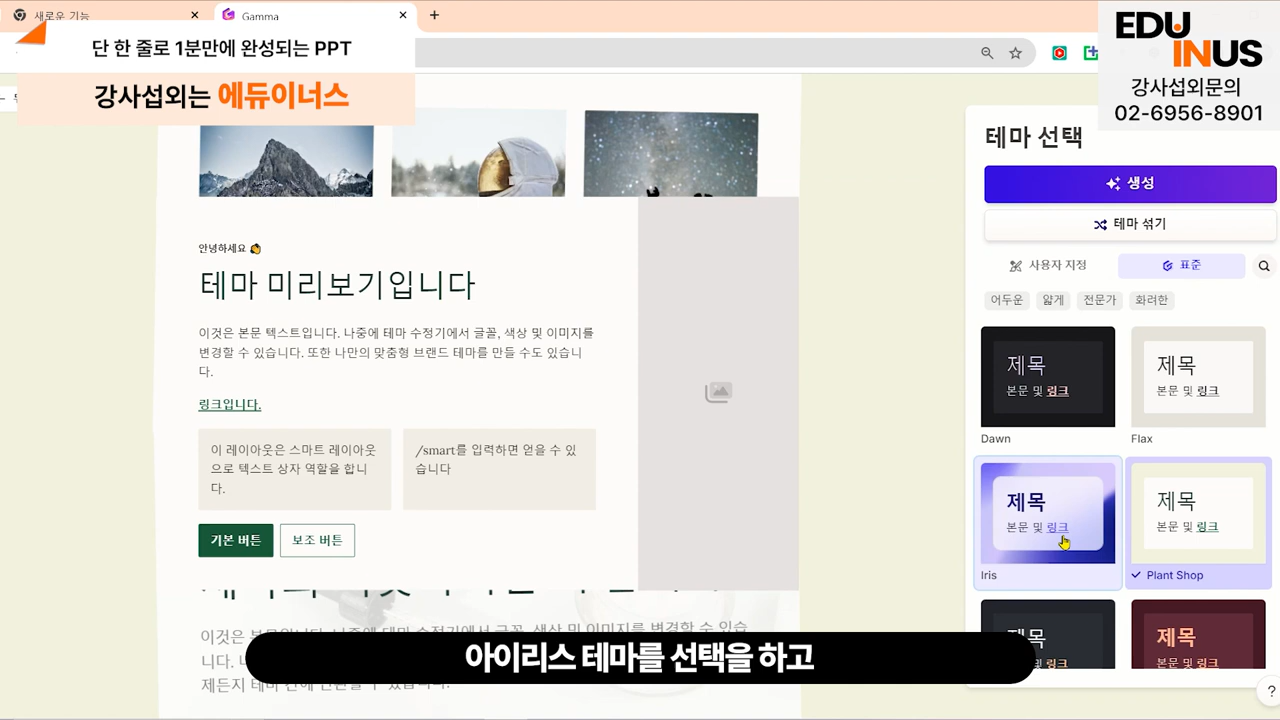 새로운 기능
Gamma
단 한 줄로 1분만에 완성되는 PPT
강사섭외는 에듀이너스
EDU
INUS
강사섭외문의
02-6956-8901
안녕하세요
테마 미리보기입니다
이것은 본문 텍스트입니다. 나중에 테마 수정기에서 글꼴, 색상 및 이미지를
변경할 수 있습니다. 또한 나만의 맞춤형 브랜드 테마를 만들 수도 있습니
다.
링크입니다.
이 레이아웃은 스마트 레이아웃
으로 텍스트 상자 역할을 합니
다.
/smart를 입력하면 얻을 수 있
습니다
기본 버튼
보조 버튼
테마 선택
생성
테마 섞기
사용자 지정
표준
어두운
얇게
전문가
화려한
제목
본문 및 링크
Dawn
제목
본문 및 링크
Flax
제목
본문 및 링크
Iris
제목
본문 및 링크
Plant Shop
제목
링크
제목
본문 및 링크
?
아이리스 테마를 선택을 하고